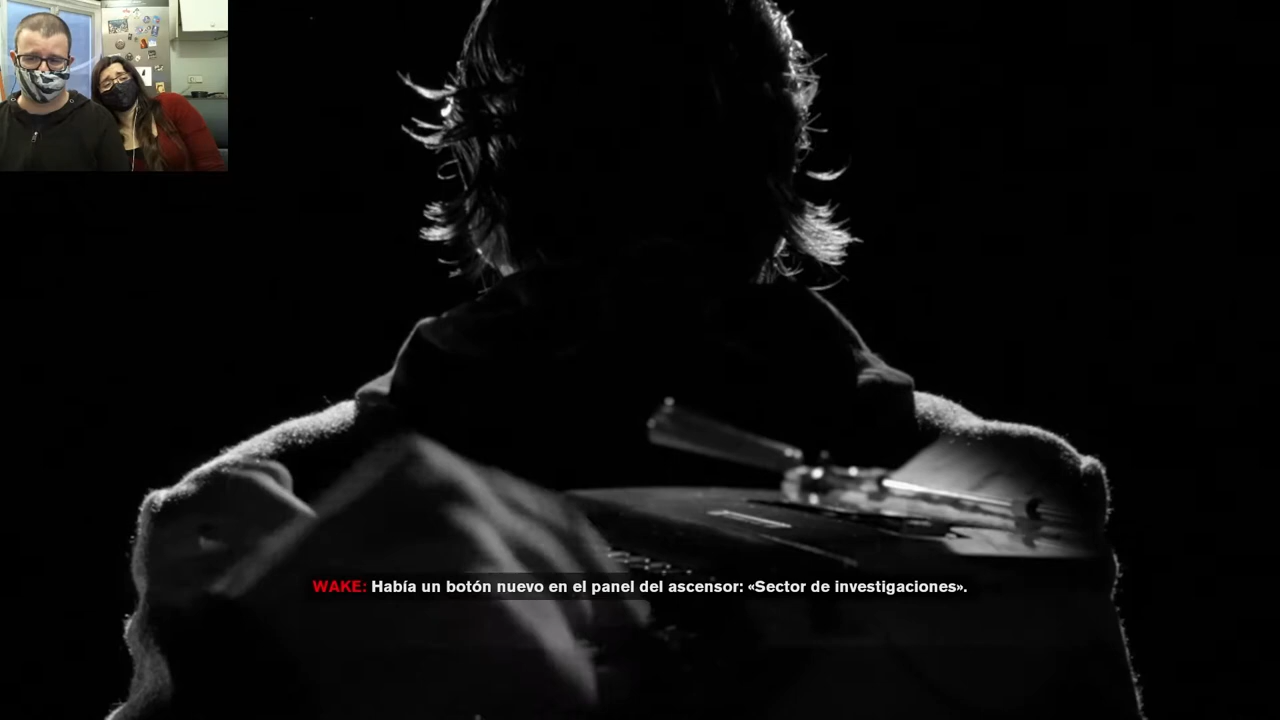 WAKE: Había un botón nuevo en el panel del ascensor: «Sector de investigaciones».